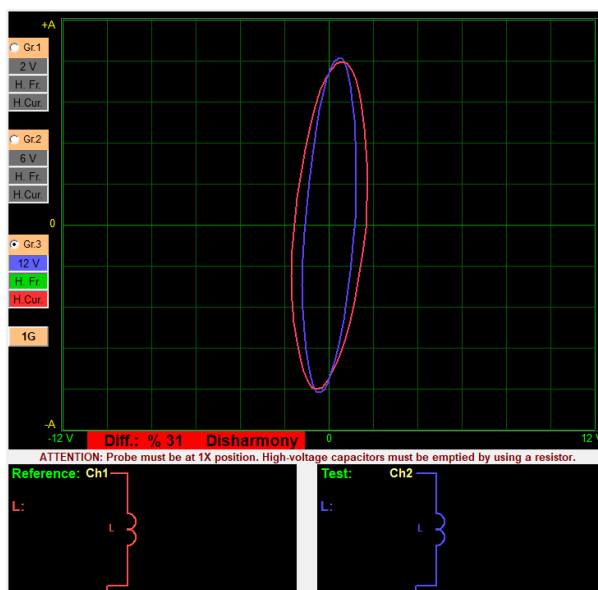 +A
Gr.1
2 V
H. Fr.
H.Cur.
Gr.2
6 V
H. Fr.
H.Cur.
0
Gr.3
12 V
H. Fr.
H.Cur.
1G
-A
-12 V
0
12 V
Diff.: % 31 Disharmony
ATTENTION: Probe must be at 1X position. High-voltage capacitors must be emptied by using a resistor.
Reference: Ch1
L:
L
Test: Ch2
L:
L